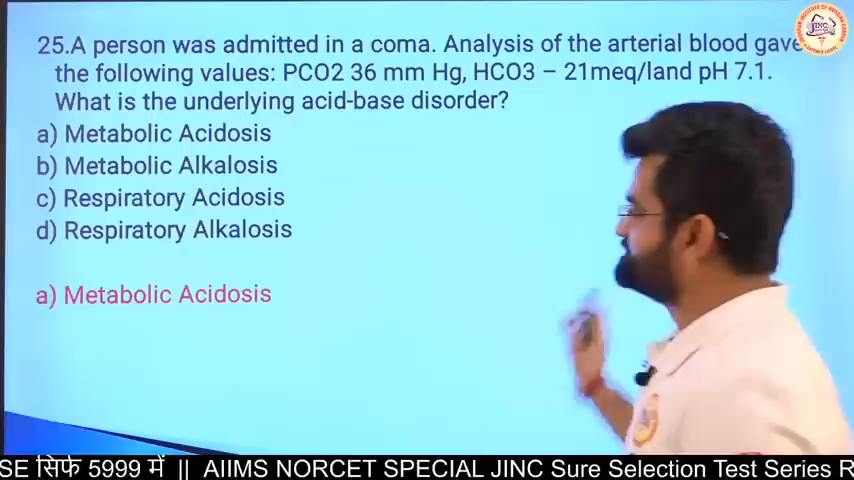 25.A person was admitted in a coma. Analysis of the arterial blood gave
the following values: PCO2 36 mm Hg, HCO3 – 21meq/land pH 7.1.
What is the underlying acid-base disorder?
a) Metabolic Acidosis
b) Metabolic Alkalosis
c) Respiratory Acidosis
d) Respiratory Alkalosis
a) Metabolic Acidosis
JINC
SE सिर्फ 5999 में || AIIMS NORCET SPECIAL JINC Sure Selection Test Series R